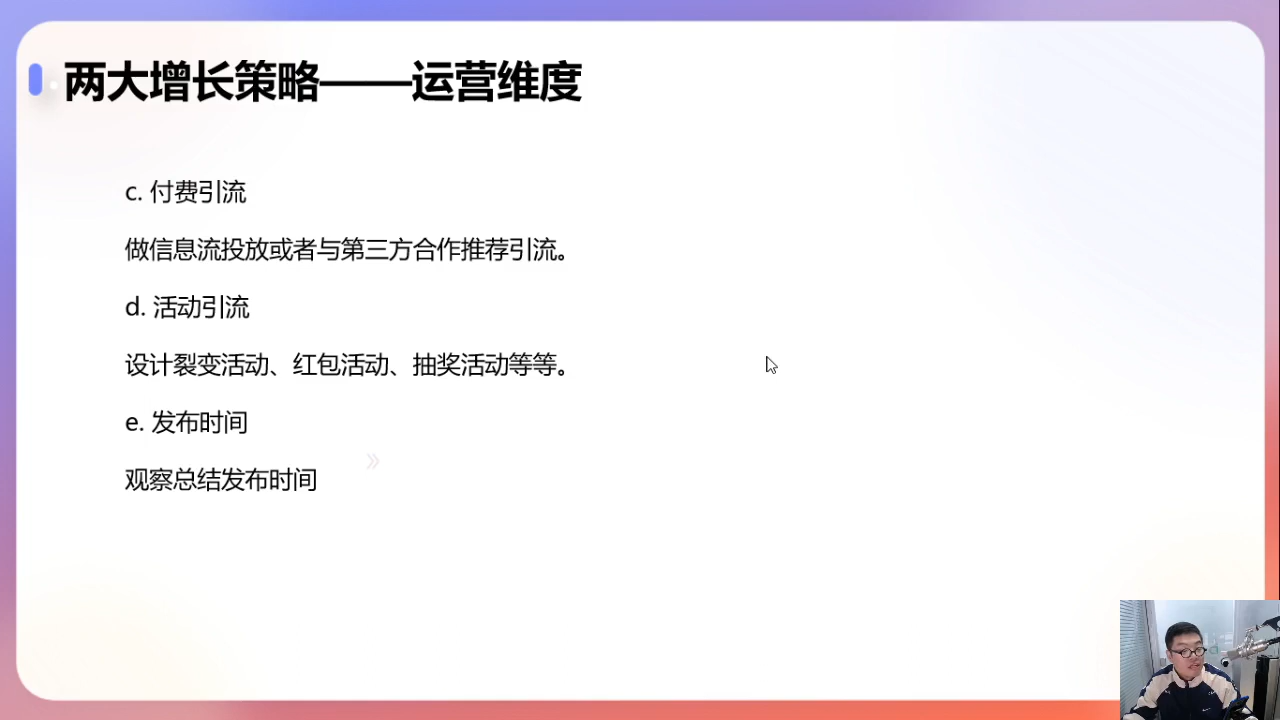 两大增长策略——运营维度
c. 付费引流
做信息流投放或者与第三方合作推荐引流。
d. 活动引流
设计裂变活动、红包活动、抽奖活动等等。
e. 发布时间
观察总结发布时间